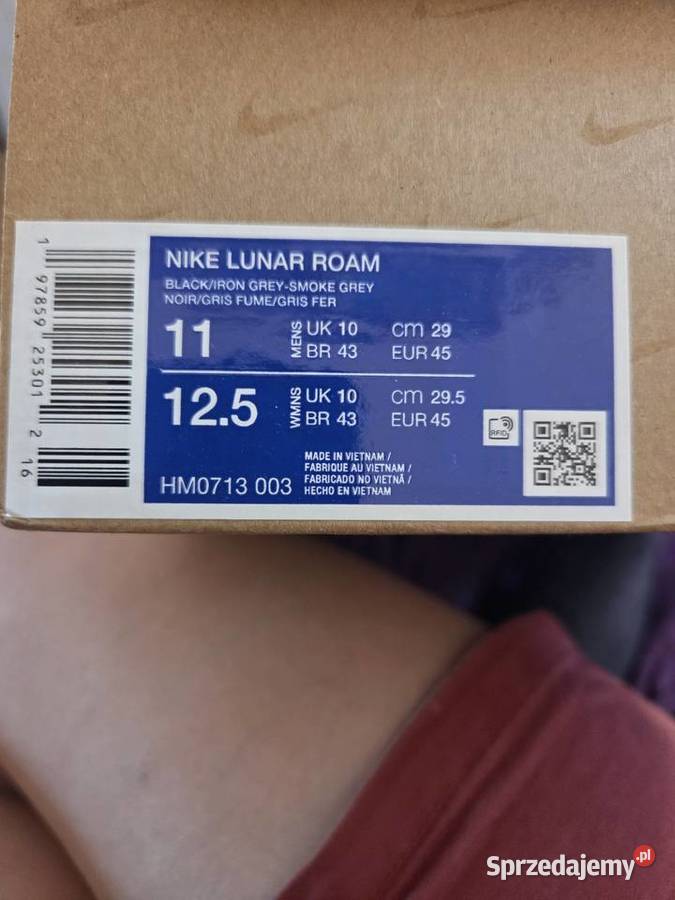 NIKE LUNAR ROAM
BLACK/IRON GREY-SMOKE GREY
NOIR/GRIS FUME/GRIS FER
11 MENS UK 10 cm 29
BR 43 EUR 45
12.5 WMNS UK 10 cm 29.5
BR 43 EUR 45
RFID
HM0713 003
MADE IN VIETNAM /
FABRIQUE AU VIETNAM /
FABRICADO NO VIETNÃ /
HECHO EN VIETNAM
1 97859 25301 2 16
Sprzedajemy.pl